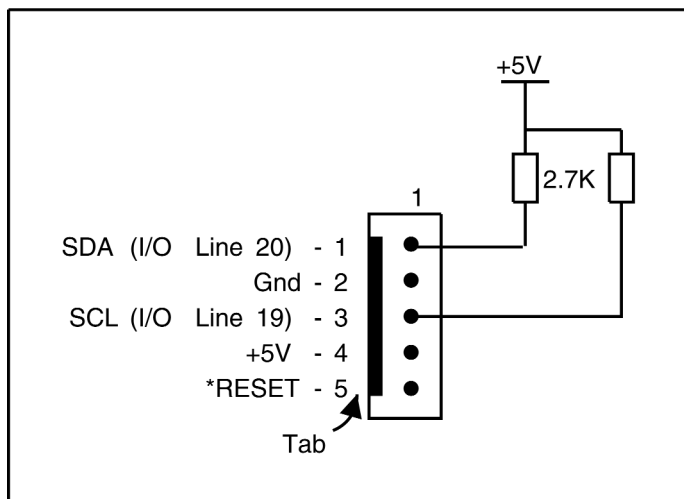 +5V
2.7K
1
SDA (I/O Line 20) - 1
Gnd - 2
SCL (I/O Line 19) - 3
+5V - 4
*RESET - 5
Tab